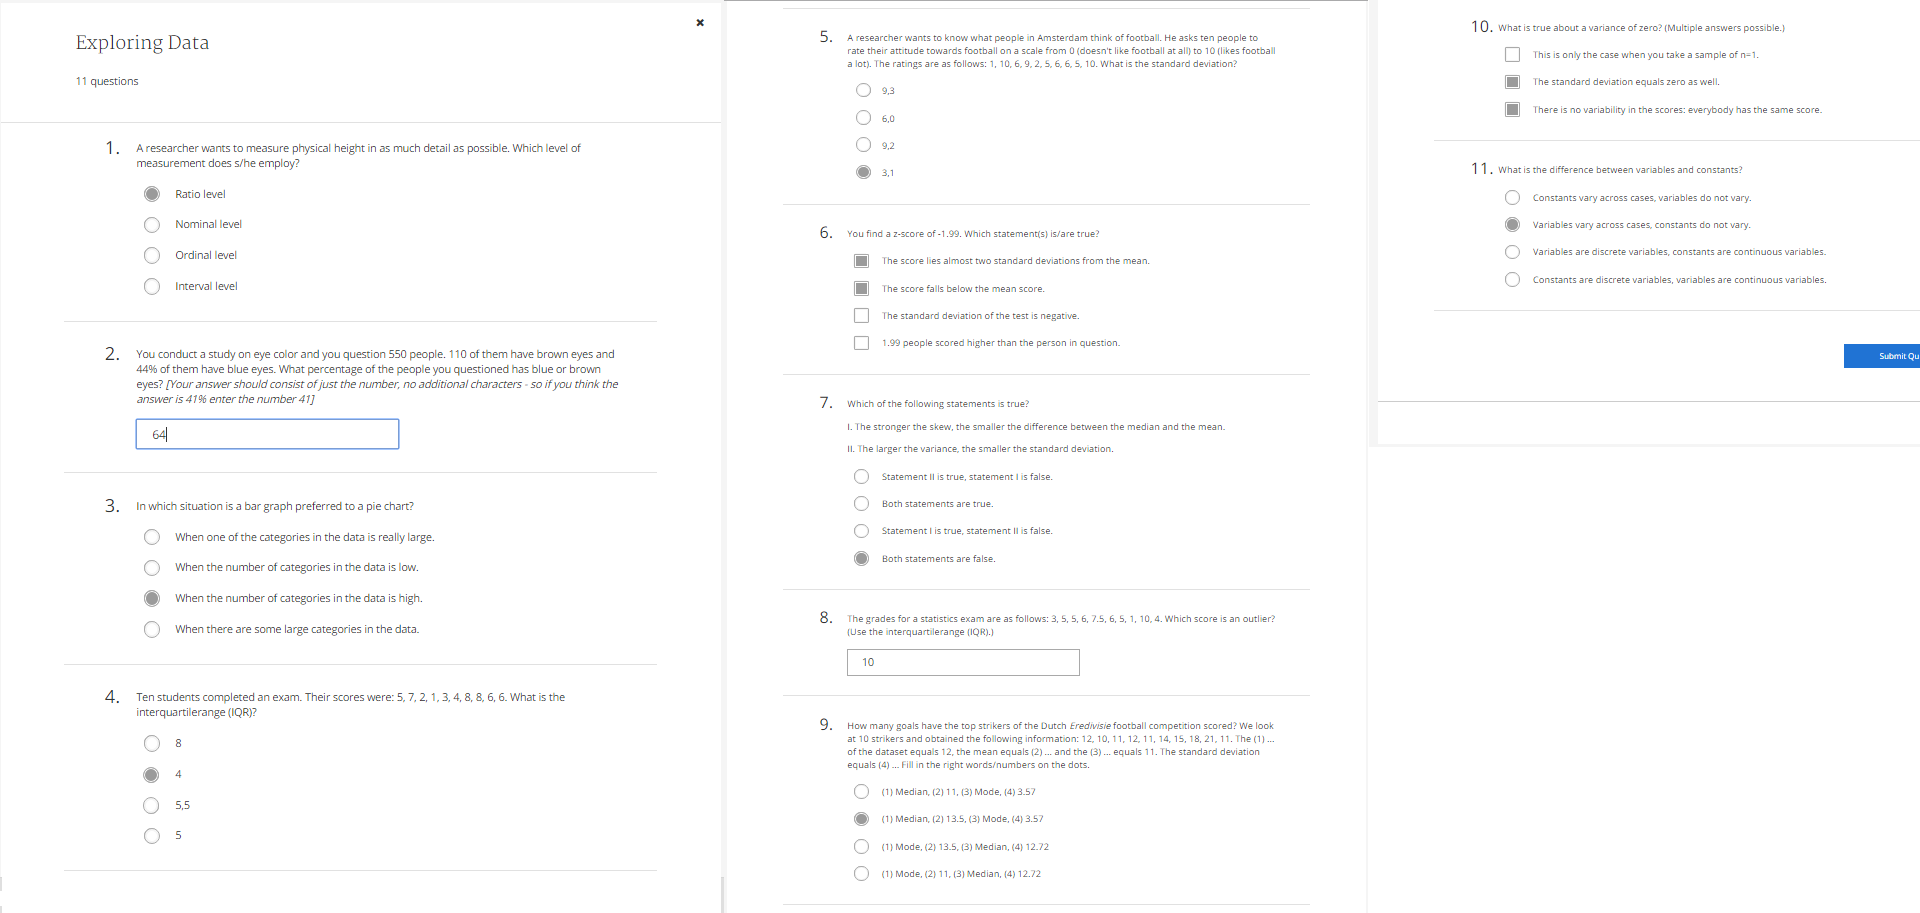 Exploring Data
11 questions
1. A researcher wants to measure physical height in as much detail as possible. Which level of
measurement does s/he employ?
Ratio level
Nominal level
Ordinal level
Interval level
2. You conduct a study on eye color and you question 550 people. 110 of them have brown eyes and
44% of them have blue eyes. What percentage of the people you questioned has blue or brown
eyes? [Your answer should consist of just the number, no additional characters - so if you think the
answer is 41% enter the number 41]
64
3. In which situation is a bar graph preferred to a pie chart?
When one of the categories in the data is really large.
When the number of categories in the data is low.
When the number of categories in the data is high.
When there are some large categories in the data.
4. Ten students completed an exam. Their scores were: 5, 7, 2, 1, 3, 4, 8, 8, 6, 6. What is the
interquartilerange (IQR)?
8
4
5,5
5
5. A researcher wants to know what people in Amsterdam think of football. He asks ten people to
rate their attitude towards football on a scale from 0 (doesn't like football at all) to 10 (likes football
a lot). The ratings are as follows: 1, 10, 6, 9, 2, 5, 6, 6, 5, 10. What is the standard deviation?
9,3
6,0
9,2
3,1
6. You find a z-score of -1.99. Which statement(s) is/are true?
The score lies almost two standard deviations from the mean.
The score falls below the mean score.
The standard deviation of the test is negative.
1.99 people scored higher than the person in question.
7. Which of the following statements is true?
I. The stronger the skew, the smaller the difference between the median and the mean.
II. The larger the variance, the smaller the standard deviation.
Statement II is true, statement I is false.
Both statements are true.
Statement I is true, statement II is false.
Both statements are false.
8. The grades for a statistics exam are as follows: 3, 5, 5, 6, 7.5, 6, 5, 1, 10, 4. Which score is an outlier?
(Use the interquartilerange (IQR).)
10
9. How many goals have the top strikers of the Dutch Eredivisie football competition scored? We look
at 10 strikers and obtained the following information: 12, 10, 11, 12, 11, 14, 15, 18, 21, 11. The (1) ...
of the dataset equals 12, the mean equals (2) ... and the (3) ... equals 11. The standard deviation
equals (4) ... Fill in the right words/numbers on the dots.
(1) Median, (2) 11, (3) Mode, (4) 3.57
(1) Median, (2) 13.5, (3) Mode, (4) 3.57
(1) Mode, (2) 13.5, (3) Median, (4) 12.72
(1) Mode, (2) 11, (3) Median, (4) 12.72
10. What is true about a variance of zero? (Multiple answers possible.)
This is only the case when you take a sample of n=1.
The standard deviation equals zero as well.
There is no variability in the scores: everybody has the same score.
11. What is the difference between variables and constants?
Constants vary across cases, variables do not vary.
Variables vary across cases, constants do not vary.
Variables are discrete variables, constants are continuous variables.
Constants are discrete variables, variables are continuous variables.
Submit Qu